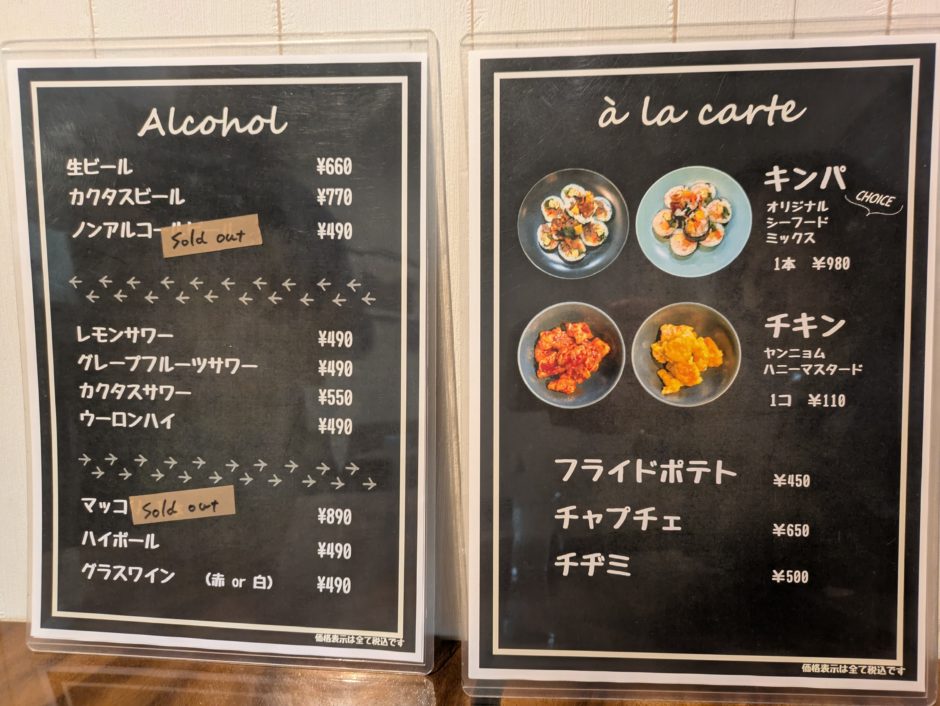 Alcohol
生ビール ¥660
カクタスビール ¥770
ノンアルコー ¥490
Sold out
レモンサワー ¥490
グレープフルーツサワー ¥490
カクタスサワー ¥550
ウーロンハイ ¥490
マッコ Sold out ¥890
ハイボール ¥490
グラスワイン (赤 or 白) ¥490
価格表示は全て税込です
à la carte
キンパ
CHOICE
オリジナル
シーフード
ミックス
1本 ¥980
チキン
ヤンニョム
ハニーマスタード
1コ ¥110
フライドポテト ¥450
チャプチェ ¥650
チヂミ ¥500
価格表示は全て税込です